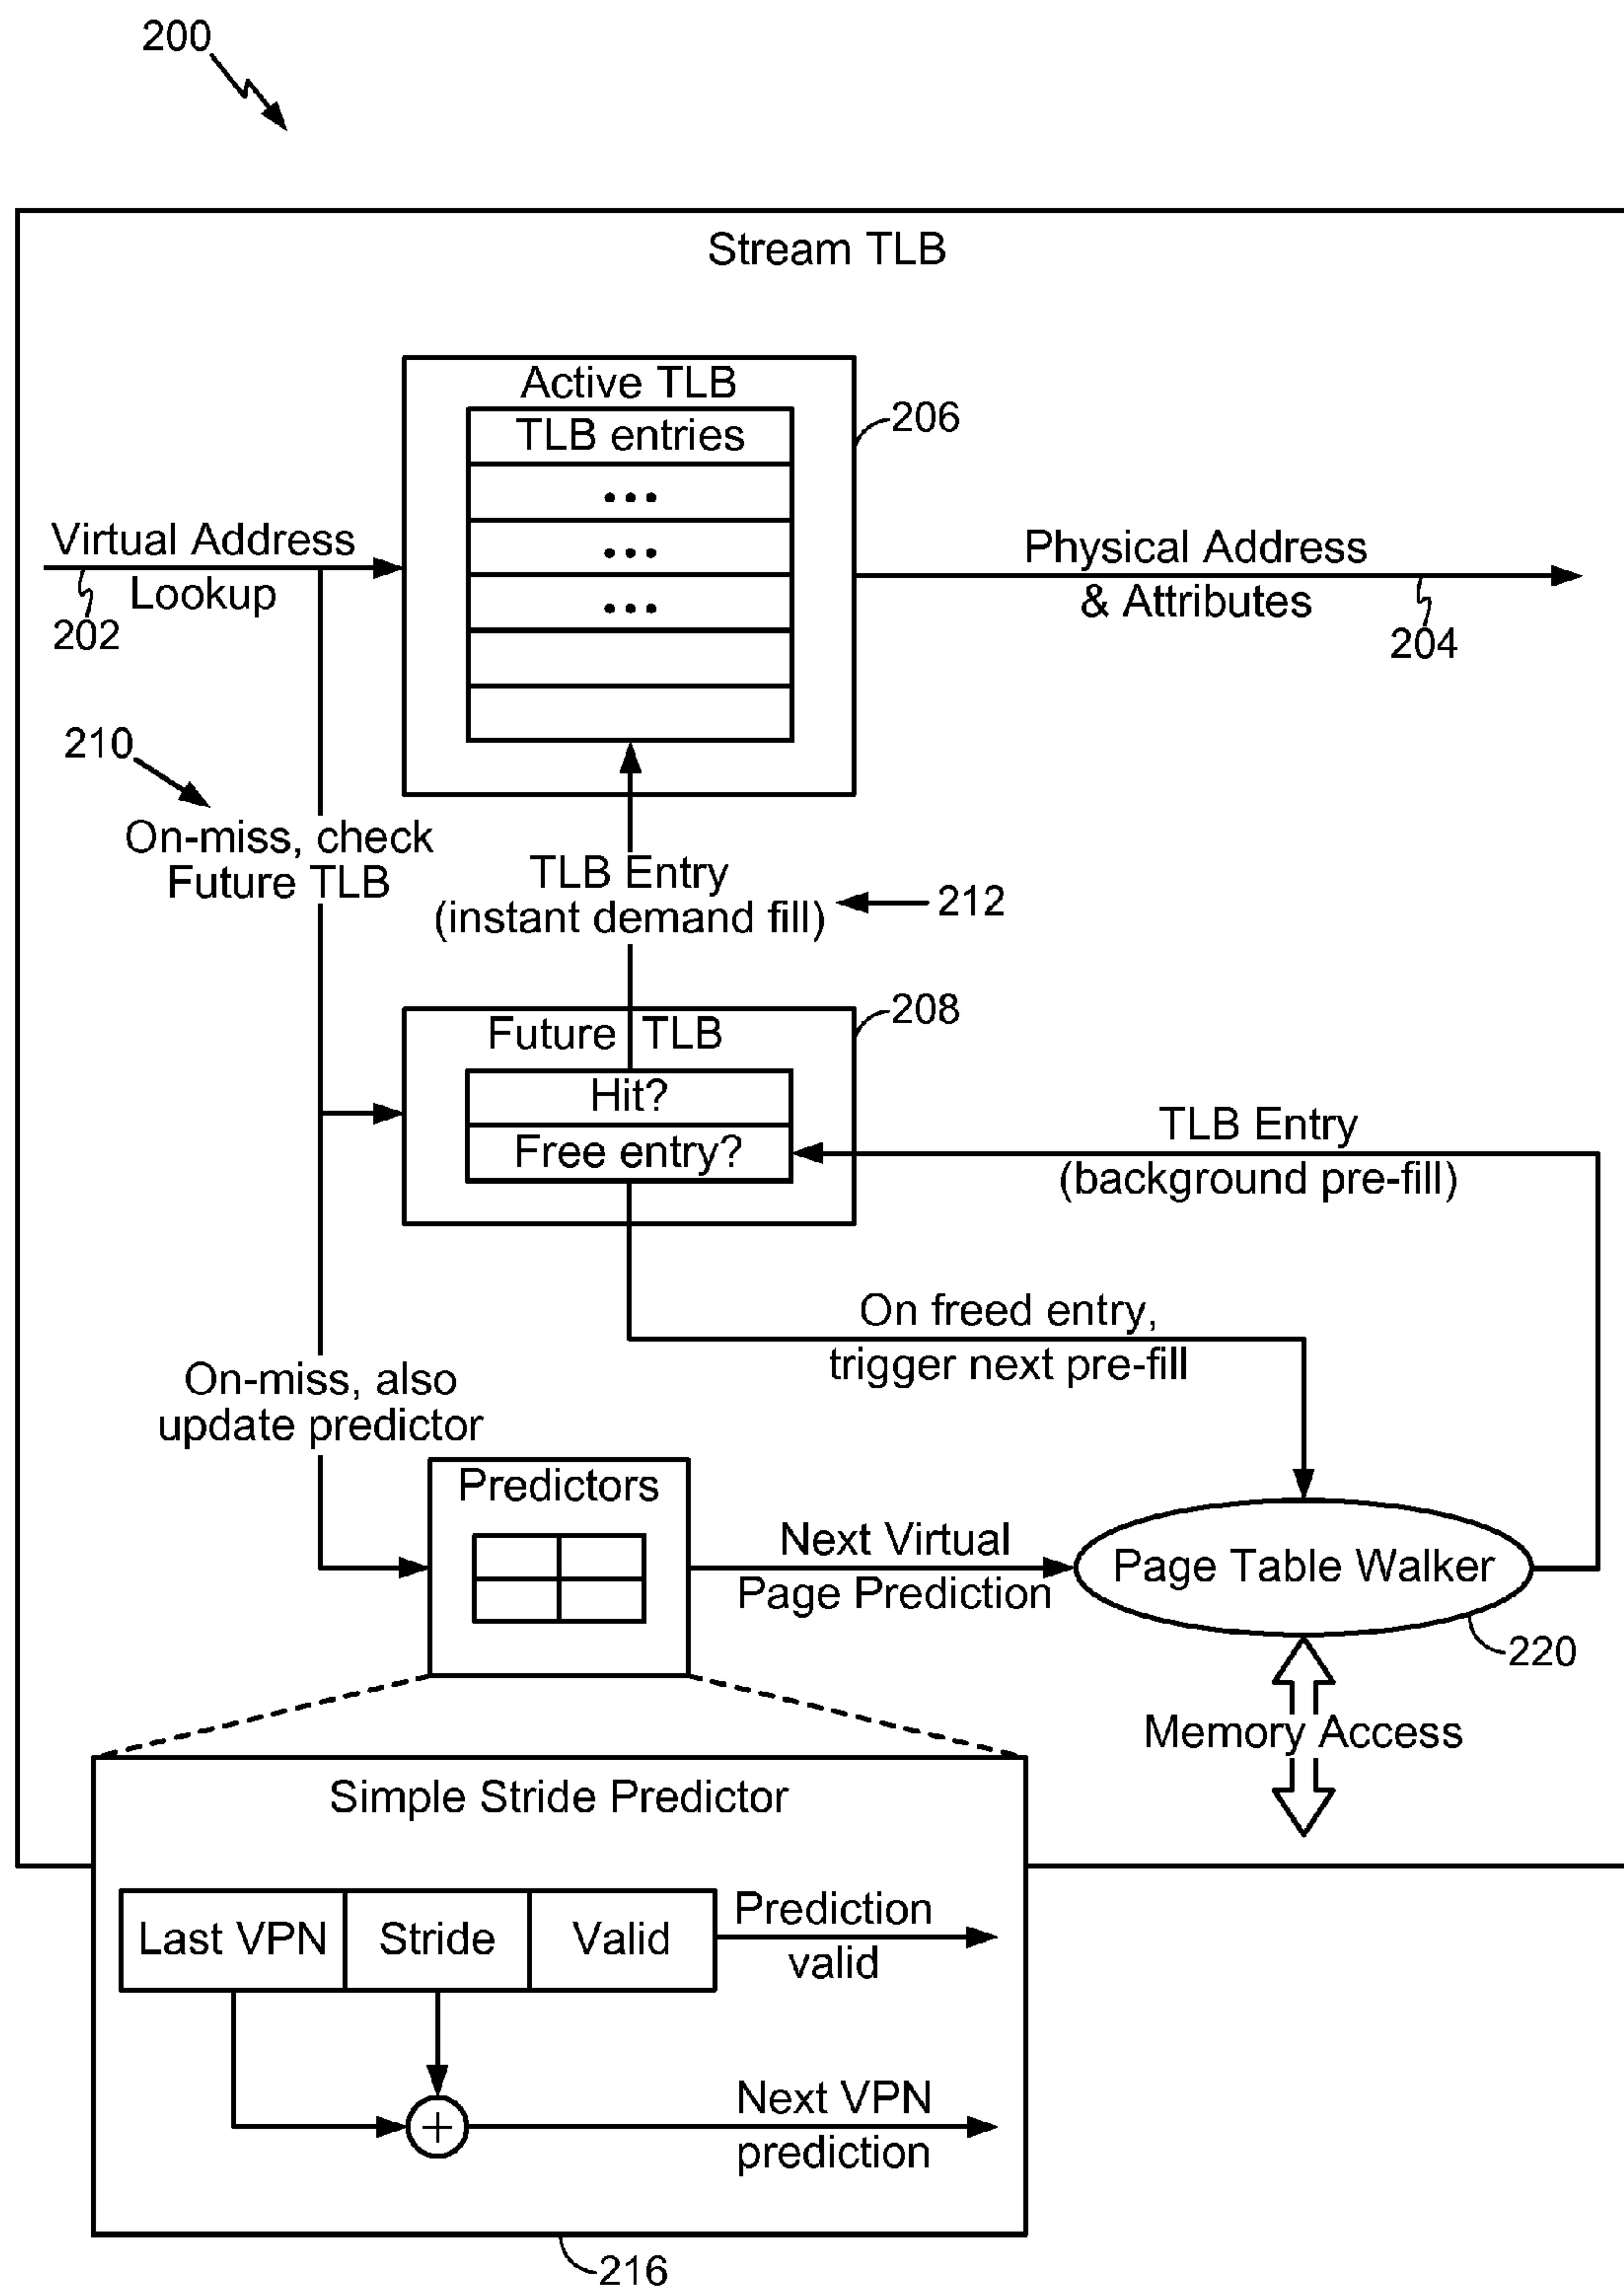 200
Stream TLB
Active TLB
TLB entries
...
...
...
206
Virtual Address
Lookup
202
Physical Address
& Attributes
204
210
On-miss, check
Future TLB
TLB Entry
(instant demand fill)
212
Future TLB
208
Hit?
Free entry?
TLB Entry
(background pre-fill)
On freed entry,
trigger next pre-fill
On-miss, also
update predictor
Predictors
Next Virtual
Page Prediction
Page Table Walker
220
Memory Access
Simple Stride Predictor
Last VPN
Stride
Valid
Prediction
valid
+
Next VPN
prediction
216